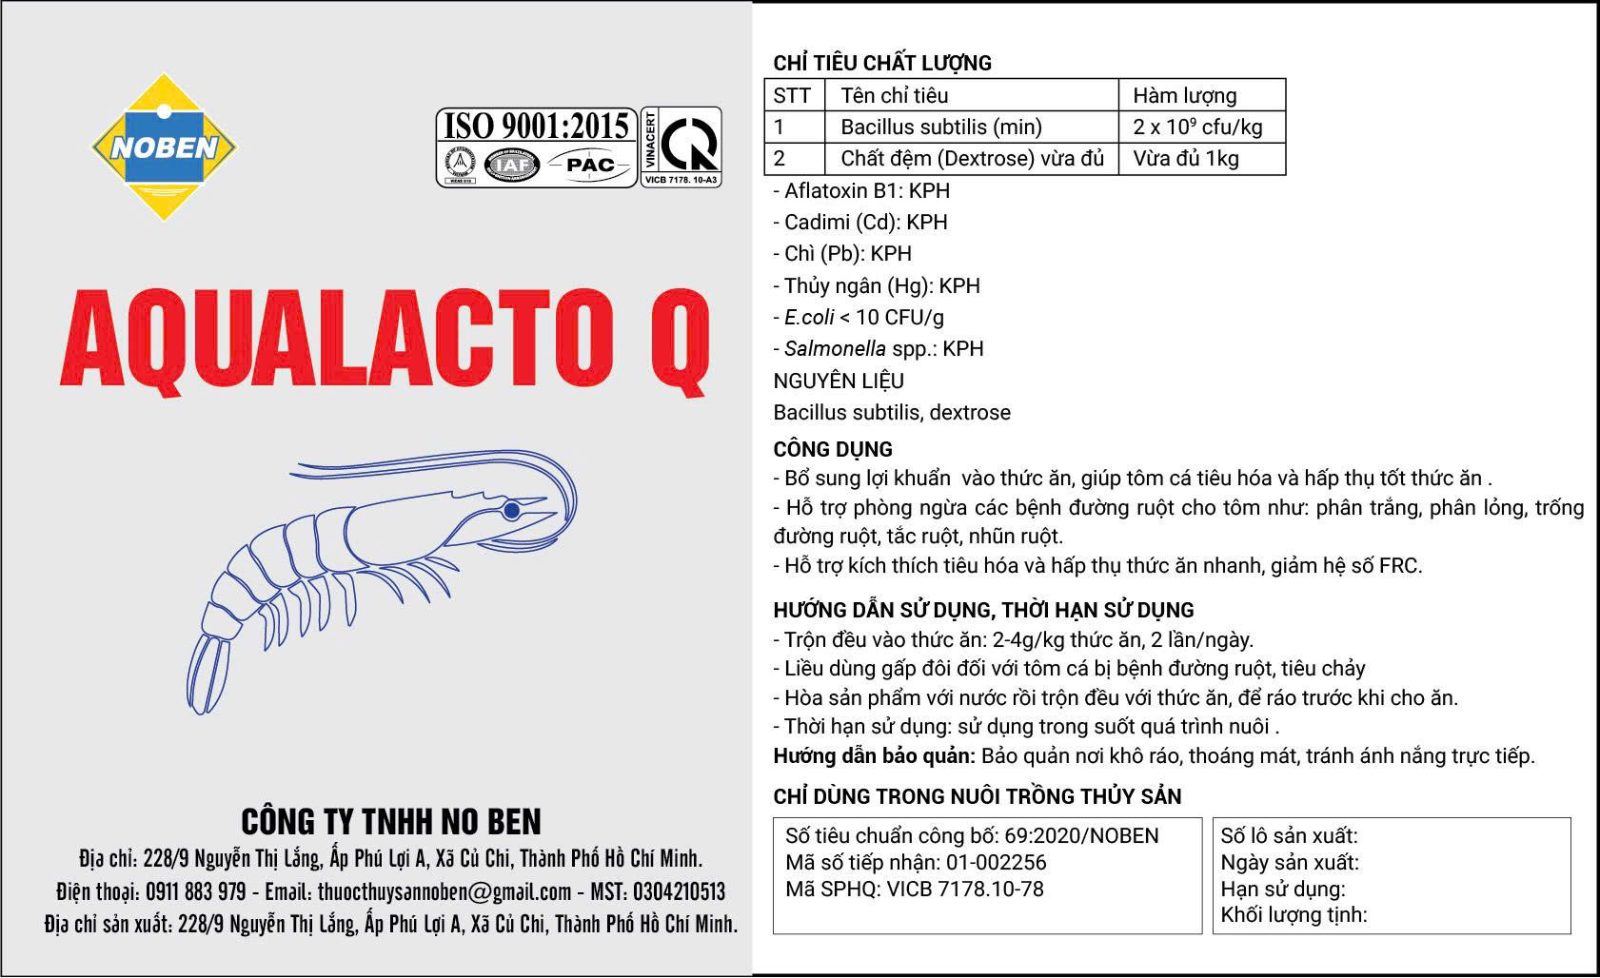 NOBEN
ISO 9001:2015
IAF
PAC
VINACERT
VICB 7178. 10-A3
AQUALACTO Q
CÔNG TY TNHH NO BEN
Địa chỉ: 228/9 Nguyễn Thị Lắng, Ấp Phú Lợi A, Xã Củ Chi, Thành Phố Hồ Chí Minh.
Điện thoại: 0911 883 979 - Email: thuocthuysannoben@gmail.com - MST: 0304210513
Địa chỉ sản xuất: 228/9 Nguyễn Thị Lắng, Ấp Phú Lợi A, Xã Củ Chi, Thành Phố Hồ Chí Minh.
CHỈ TIÊU CHẤT LƯỢNG
STT Tên chỉ tiêu Hàm lượng
1 Bacillus subtilis (min) 2 x 10⁹ cfu/kg
2 Chất đệm (Dextrose) vừa đủ Vừa đủ 1kg
- Aflatoxin B1: KPH
- Cadimi (Cd): KPH
- Chì (Pb): KPH
- Thủy ngân (Hg): KPH
- E.coli < 10 CFU/g
- Salmonella spp.: KPH
NGUYÊN LIỆU
Bacillus subtilis, dextrose
CÔNG DỤNG
- Bổ sung lợi khuẩn vào thức ăn, giúp tôm cá tiêu hóa và hấp thụ tốt thức ăn .
- Hỗ trợ phòng ngừa các bệnh đường ruột cho tôm như: phân trắng, phân lỏng, trống
đường ruột, tắc ruột, nhũn ruột.
- Hỗ trợ kích thích tiêu hóa và hấp thụ thức ăn nhanh, giảm hệ số FRC.
HƯỚNG DẪN SỬ DỤNG, THỜI HẠN SỬ DỤNG
- Trộn đều vào thức ăn: 2-4g/kg thức ăn, 2 lần/ngày.
- Liều dùng gấp đôi đối với tôm cá bị bệnh đường ruột, tiêu chảy
- Hòa sản phẩm với nước rồi trộn đều với thức ăn, để ráo trước khi cho ăn.
- Thời hạn sử dụng: sử dụng trong suốt quá trình nuôi .
Hướng dẫn bảo quản: Bảo quản nơi khô ráo, thoáng mát, tránh ánh nắng trực tiếp.
CHỈ DÙNG TRONG NUÔI TRỒNG THỦY SẢN
Số tiêu chuẩn công bố: 69:2020/NOBEN
Mã số tiếp nhận: 01-002256
Mã SPHQ: VICB 7178.10-78
Số lô sản xuất:
Ngày sản xuất:
Hạn sử dụng:
Khối lượng tịnh: